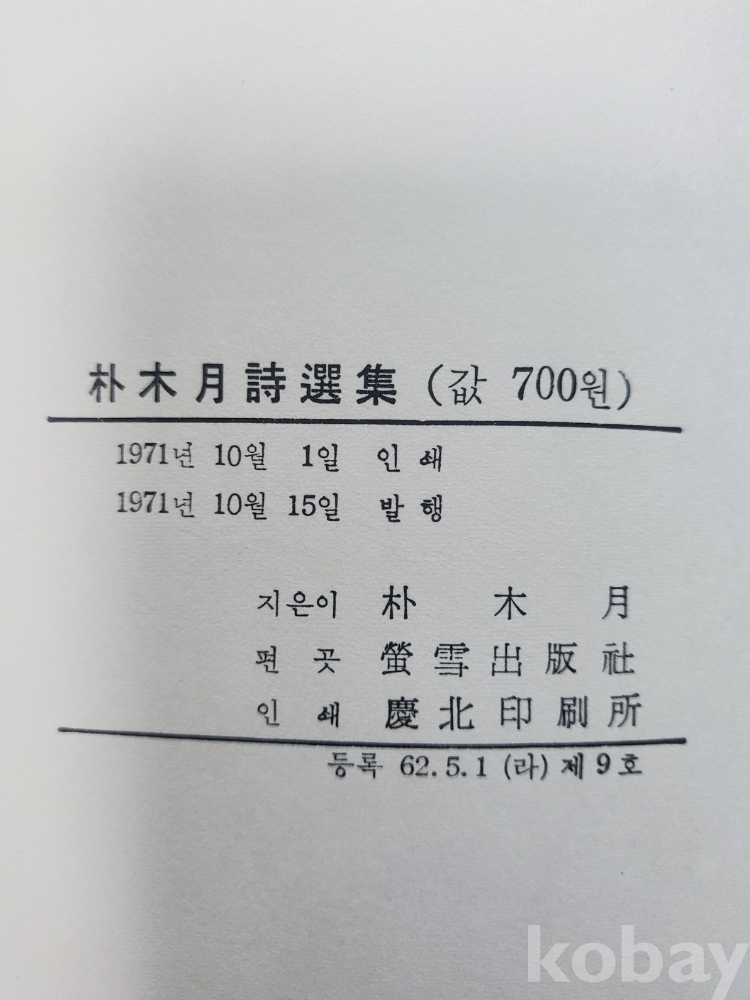 朴木月詩選集 (값 700원)
1971년 10월 1일 인쇄
1971년 10월 15일 발행
지은이 朴木月
편 곳 螢雪出版社
인 쇄 慶北印刷所
등록 62.5.1 (라) 제9호
kobay